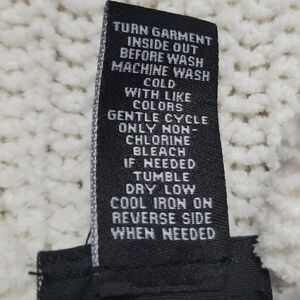 TURN GARMENT
INSIDE OUT
BEFORE WASH
MACHINE WASH
COLD
WITH LIKE
COLORS
GENTLE CYCLE
ONLY NON-
CHLORINE
BLEACH
IF NEEDED
TUMBLE
DRY LOW
COOL IRON ON
REVERSE SIDE
WHEN NEEDED